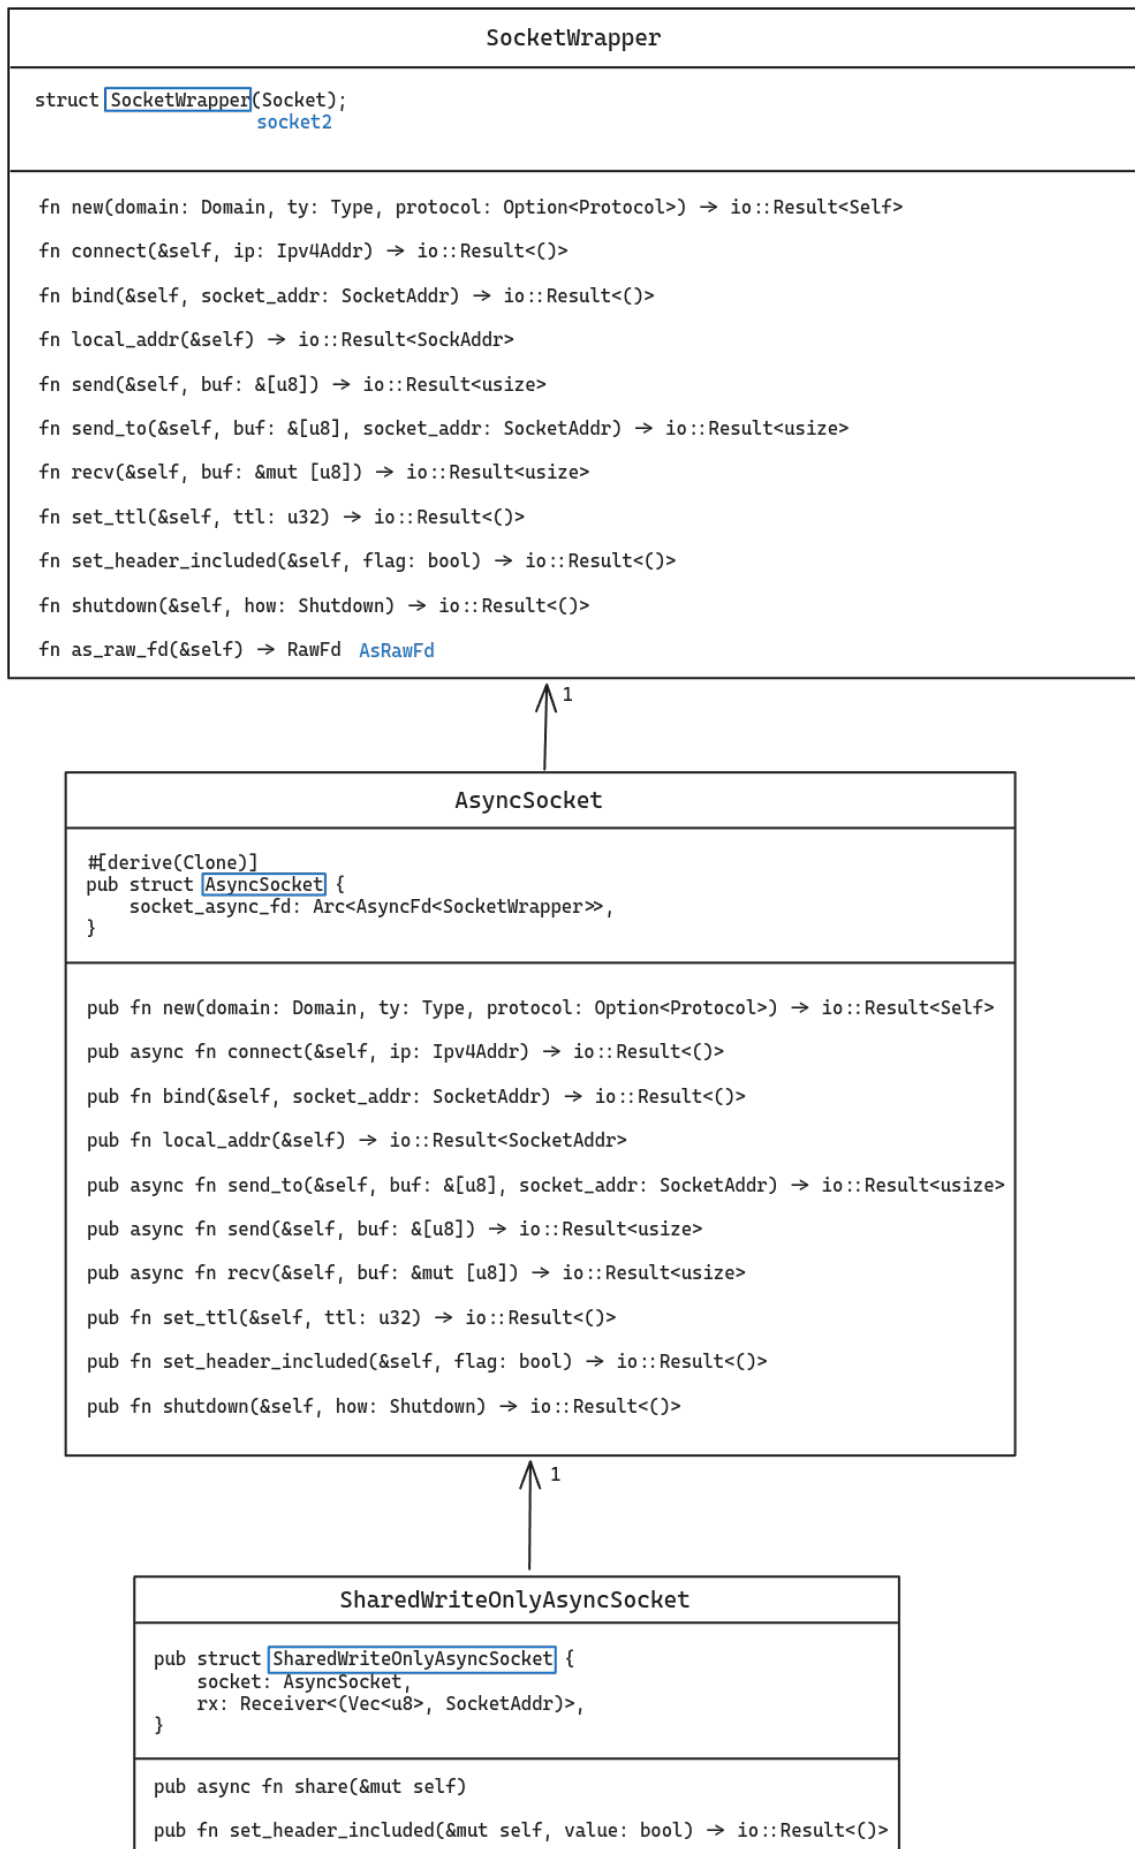 SocketWrapper
struct SocketWrapper(Socket);
socket2
fn new(domain: Domain, ty: Type, protocol: Option<Protocol>) -> io::Result<Self>
fn connect(&self, ip: Ipv4Addr) -> io::Result<()>
fn bind(&self, socket_addr: SocketAddr) -> io::Result<()>
fn local_addr(&self) -> io::Result<SockAddr>
fn send(&self, buf: &[u8]) -> io::Result<usize>
fn send_to(&self, buf: &[u8], socket_addr: SocketAddr) -> io::Result<usize>
fn recv(&self, buf: &mut [u8]) -> io::Result<usize>
fn set_ttl(&self, ttl: u32) -> io::Result<()>
fn set_header_included(&self, flag: bool) -> io::Result<()>
fn shutdown(&self, how: Shutdown) -> io::Result<()>
fn as_raw_fd(&self) -> RawFd AsRawFd
1
AsyncSocket
#[derive(Clone)]
pub struct AsyncSocket {
socket_async_fd: Arc<AsyncFd<SocketWrapper>>,
}
pub fn new(domain: Domain, ty: Type, protocol: Option<Protocol>) -> io::Result<Self>
pub async fn connect(&self, ip: Ipv4Addr) -> io::Result<()>
pub fn bind(&self, socket_addr: SocketAddr) -> io::Result<()>
pub fn local_addr(&self) -> io::Result<SocketAddr>
pub async fn send_to(&self, buf: &[u8], socket_addr: SocketAddr) -> io::Result<usize>
pub async fn send(&self, buf: &[u8]) -> io::Result<usize>
pub async fn recv(&self, buf: &mut [u8]) -> io::Result<usize>
pub fn set_ttl(&self, ttl: u32) -> io::Result<()>
pub fn set_header_included(&self, flag: bool) -> io::Result<()>
pub fn shutdown(&self, how: Shutdown) -> io::Result<()>
1
SharedWriteOnlyAsyncSocket
pub struct SharedWriteOnlyAsyncSocket {
socket: AsyncSocket,
rx: Receiver<(Vec<u8>, SocketAddr)>,
}
pub async fn share(&mut self)
pub fn set_header_included(&mut self, value: bool) -> io::Result<()>